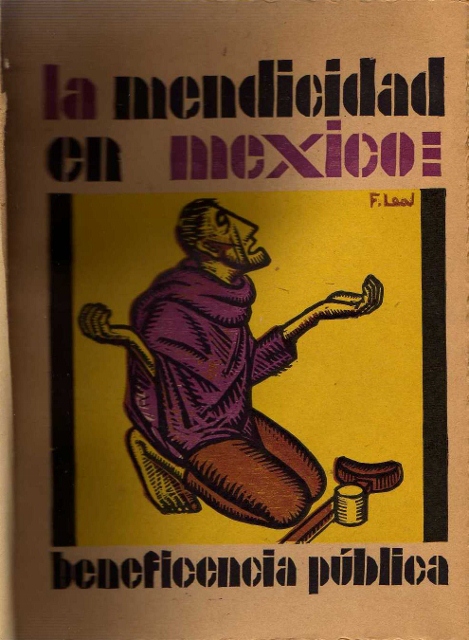 la mendicidad
en mexico:
F. Leal
beneficencia pública